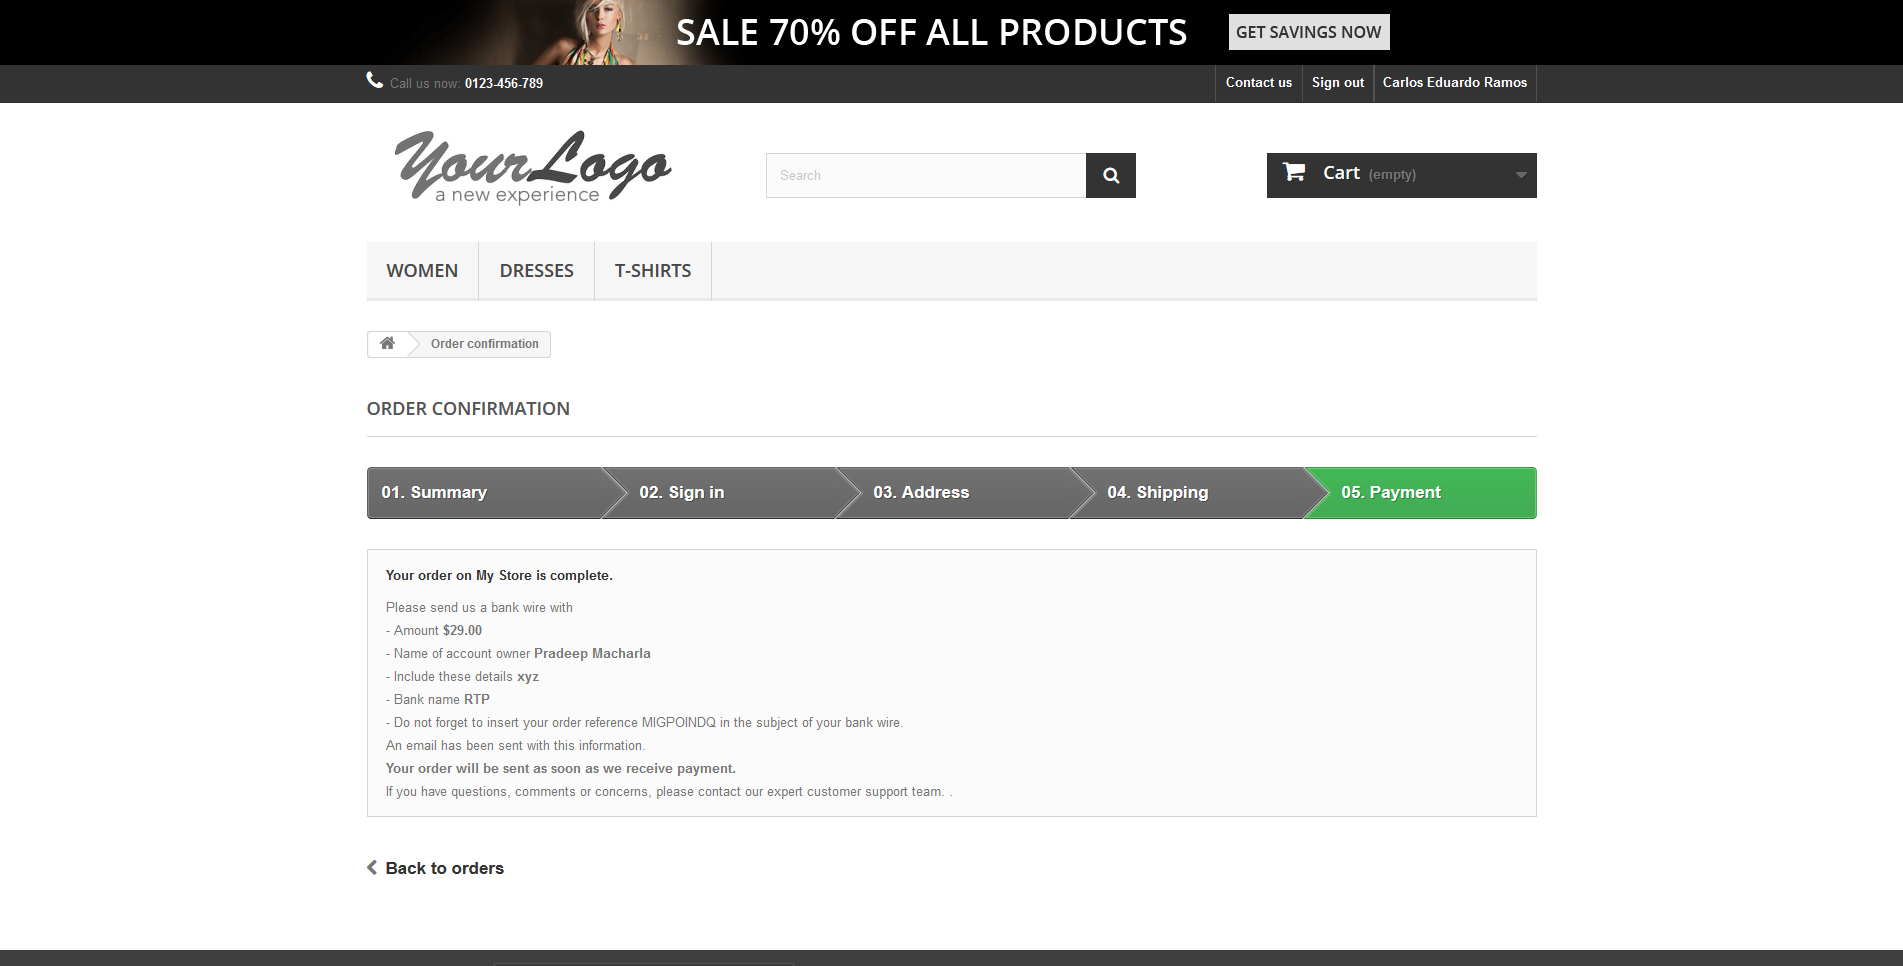 SALE 70% OFF ALL PRODUCTS GET SAVINGS NOW
Call us now: 0123-456-789 Contact us Sign out Carlos Eduardo Ramos
Your Logo
a new experience
Search
Cart (empty)
WOMEN DRESSES T-SHIRTS
Order confirmation
ORDER CONFIRMATION
01. Summary 02. Sign in 03. Address 04. Shipping 05. Payment
Your order on My Store is complete.
Please send us a bank wire with
- Amount $29.00
- Name of account owner Pradeep Macharla
- Include these details xyz
- Bank name RTP
- Do not forget to insert your order reference MIGPOINDQ in the subject of your bank wire.
An email has been sent with this information.
Your order will be sent as soon as we receive payment.
If you have questions, comments or concerns, please contact our expert customer support team. .
Back to orders